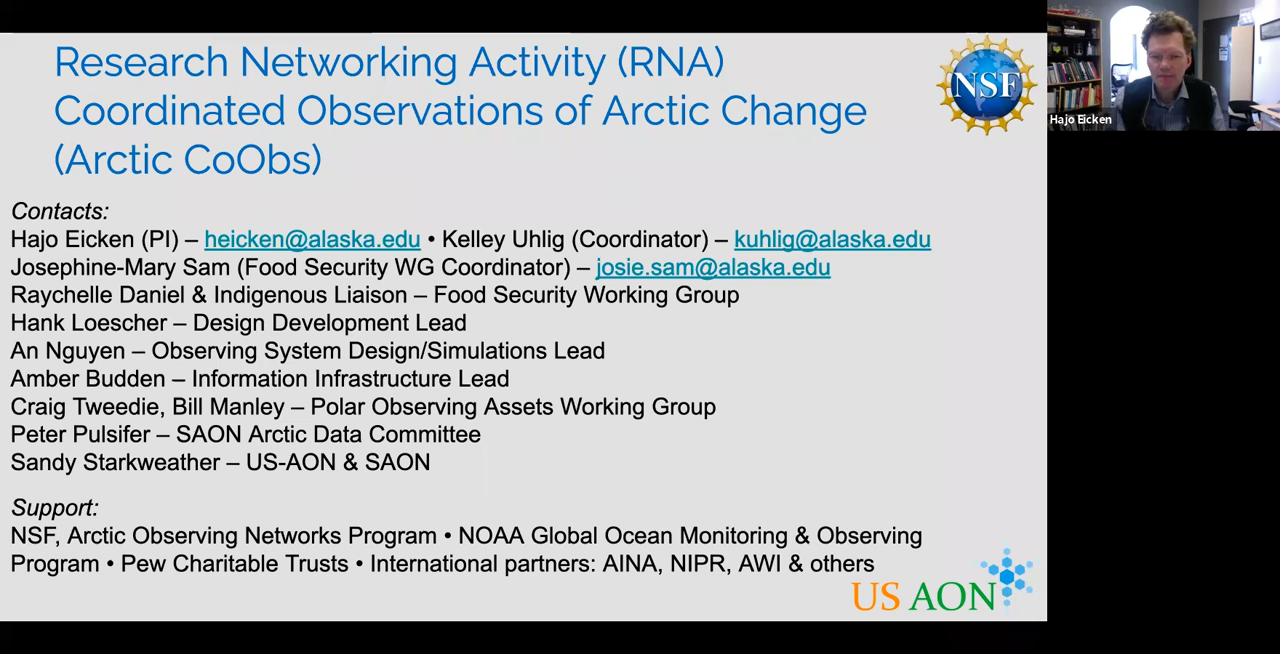 Research Networking Activity (RNA)
Coordinated Observations of Arctic Change
(Arctic CoObs)
NSF
Hajo Eicken
Contacts:
Hajo Eicken (PI) – heicken@alaska.edu • Kelley Uhlig (Coordinator) – kuhlig@alaska.edu
Josephine-Mary Sam (Food Security WG Coordinator) – josie.sam@alaska.edu
Raychelle Daniel & Indigenous Liaison – Food Security Working Group
Hank Loescher – Design Development Lead
An Nguyen – Observing System Design/Simulations Lead
Amber Budden – Information Infrastructure Lead
Craig Tweedie, Bill Manley – Polar Observing Assets Working Group
Peter Pulsifer – SAON Arctic Data Committee
Sandy Starkweather – US-AON & SAON
Support:
NSF, Arctic Observing Networks Program • NOAA Global Ocean Monitoring & Observing
Program • Pew Charitable Trusts • International partners: AINA, NIPR, AWI & others
US AON